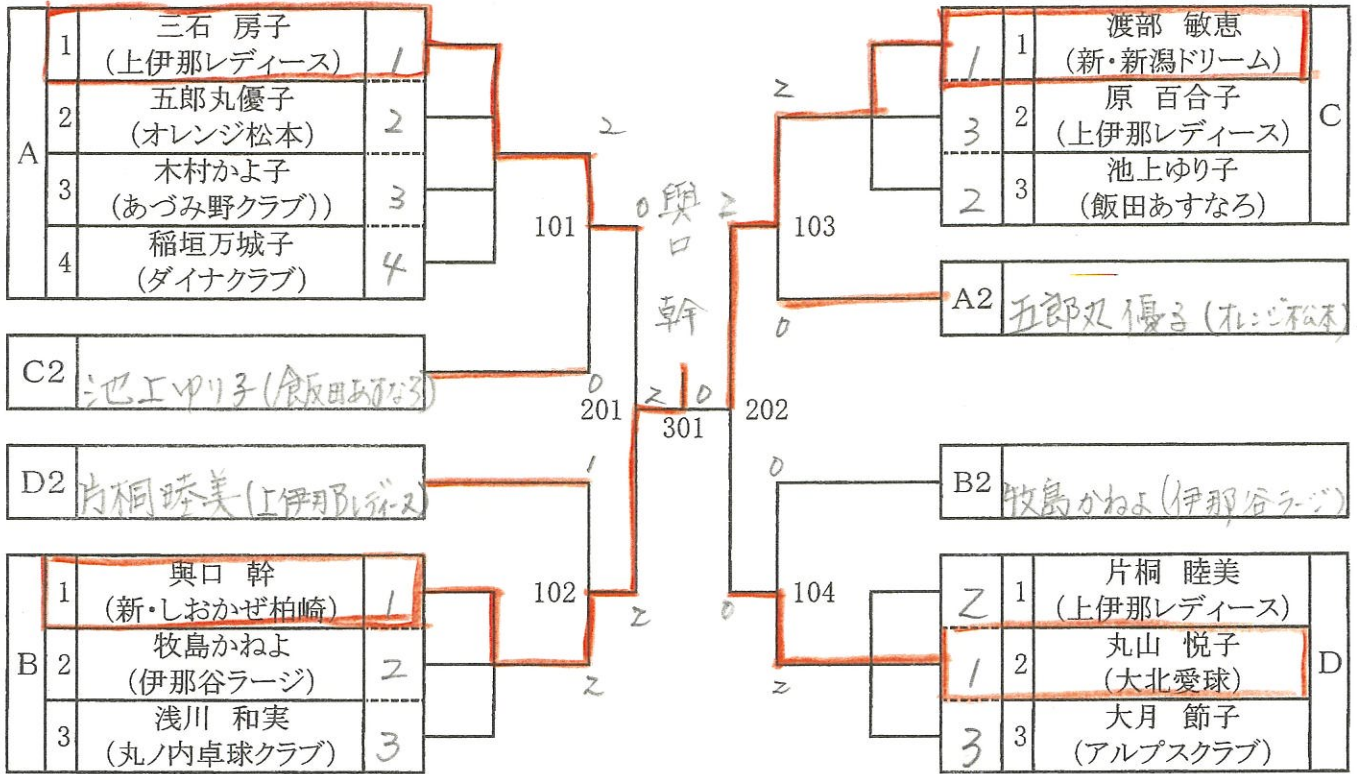 A
1 三石 房子 1
(上伊那レディース)
2 五郎丸優子 2
(オレンジ松本)
3 木村かよ子 3
(あづみ野クラブ))
4 稲垣万城子 4
(ダイナクラブ)
C2 池上ゆり子(飯田あすなろ)
D2 片桐睦美(上伊那レディース)
B
1 與口 幹 1
(新・しおかぜ柏崎)
2 牧島かねよ 2
(伊那谷ラージ)
3 浅川 和実 3
(丸ノ内卓球クラブ)
2
101
0
0
201
1
102
2
2
與口 幹
2 0
301
2
2
103
0
202
0
104
0
2
C
1 1 渡部 敏恵
(新・新潟ドリーム)
3 2 原 百合子
(上伊那レディース)
2 3 池上ゆり子
(飯田あすなろ)
A2 五郎丸優子(オレンジ松本)
B2 牧島かねよ(伊那谷ラージ)
D
2 1 片桐 睦美
(上伊那レディース)
1 2 丸山 悦子
(大北愛球)
3 3 大月 節子
(アルプスクラブ)